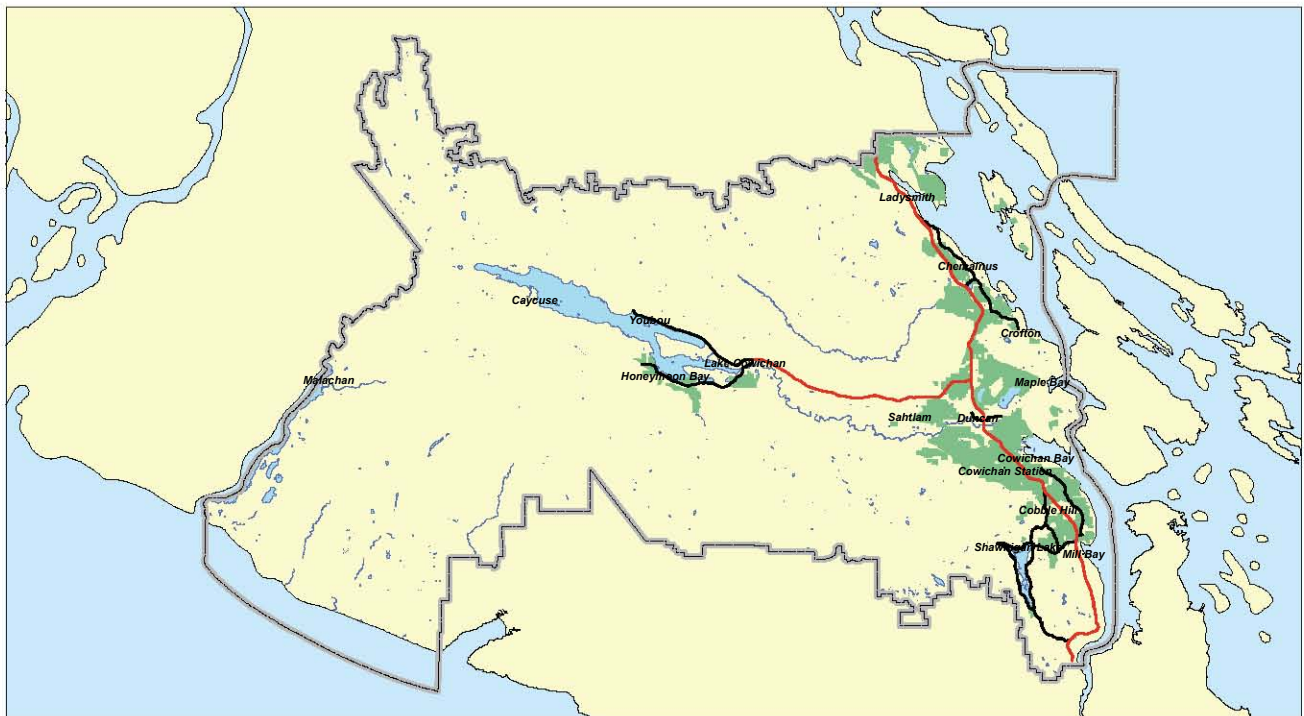 Ladysmith
Chemainus
Caycuse
Youbou
Crofton
Lake Cowichan
Honeymoon Bay
Malachan
Maple Bay
Sahtlam
Duncan
Cowichan Bay
Cowichan Station
Cobble Hill
Shawnigan Lake
Mill Bay